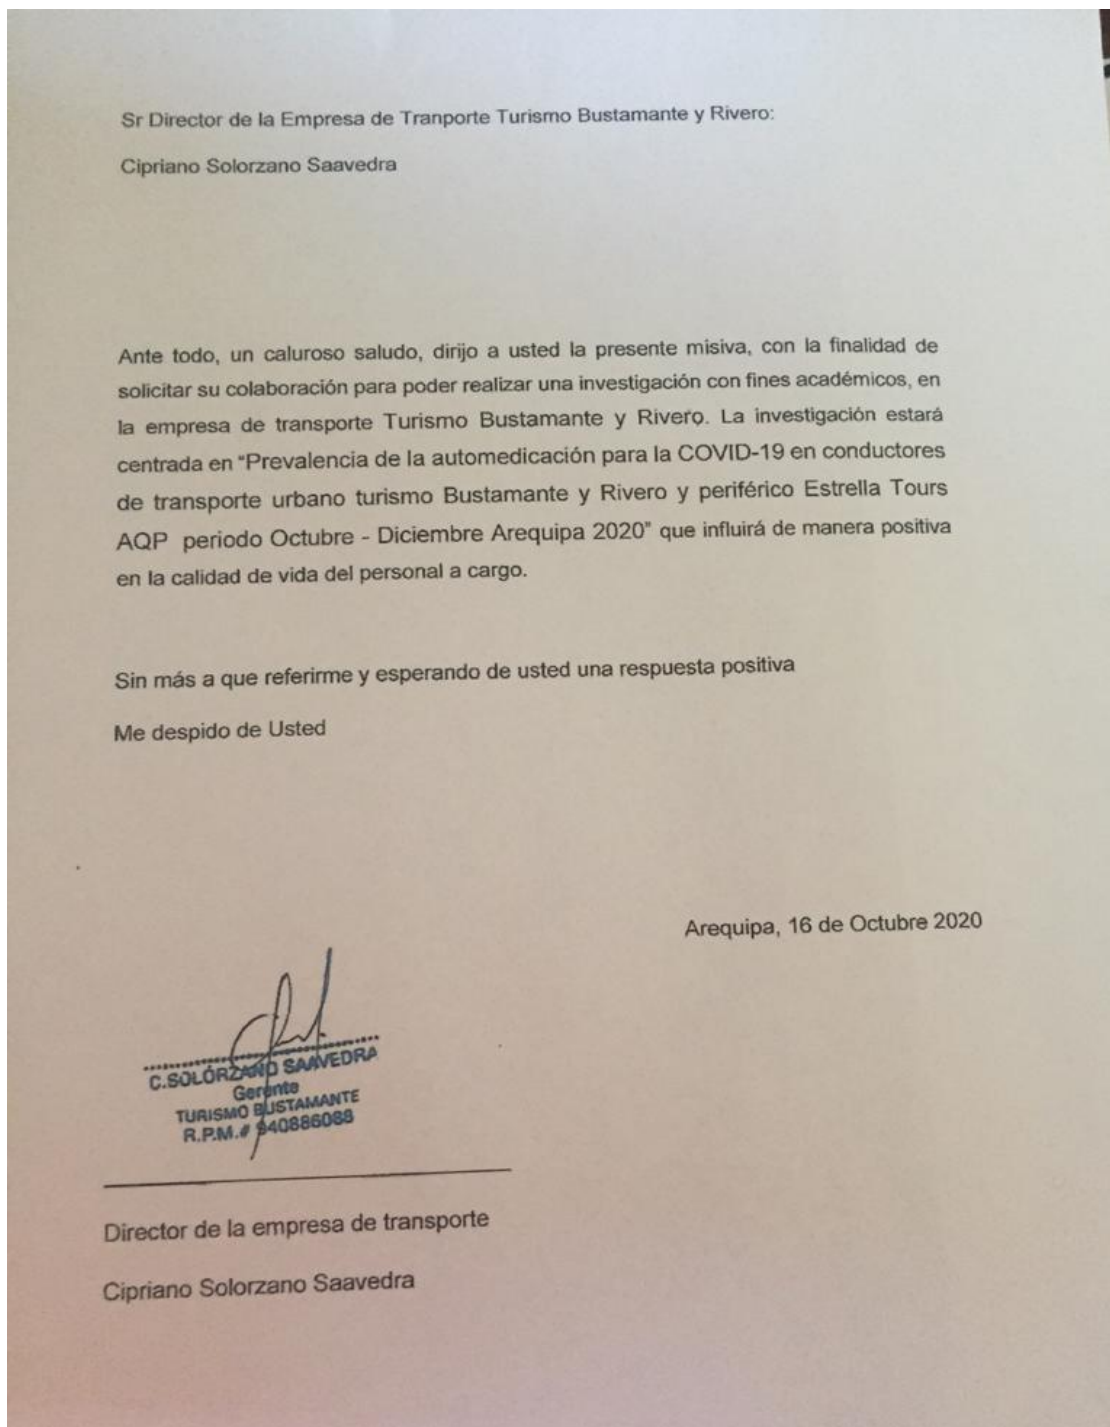 Sr Director de la Empresa de Tranporte Turismo Bustamante y Rivero:
Cipriano Solorzano Saavedra
Ante todo, un caluroso saludo, dirijo a usted la presente misiva, con la finalidad de
solicitar su colaboración para poder realizar una investigación con fines académicos, en
la empresa de transporte Turismo Bustamante y Rivero. La investigación estará
centrada en “Prevalencia de la automedicación para la COVID-19 en conductores
de transporte urbano turismo Bustamante y Rivero y periférico Estrella Tours
AQP periodo Octubre - Diciembre Arequipa 2020” que influirá de manera positiva
en la calidad de vida del personal a cargo.
Sin más a que referirme y esperando de usted una respuesta positiva
Me despido de Usted
Arequipa, 16 de Octubre 2020
C.SOLÓRZANO SAAVEDRA
Gerente
TURISMO BUSTAMANTE
R.P.M.# 940886088
Director de la empresa de transporte
Cipriano Solorzano Saavedra